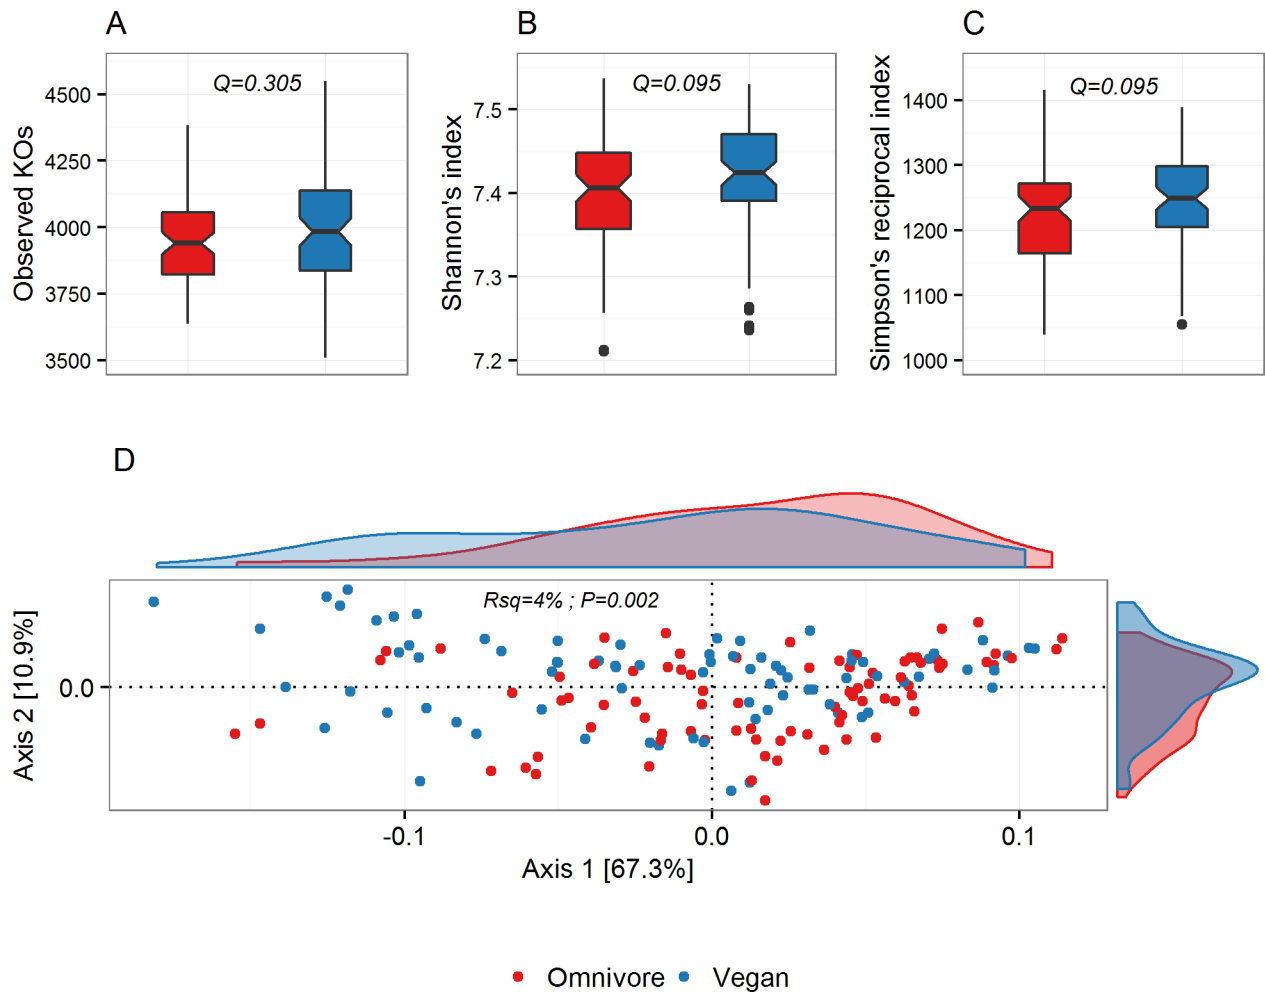 A
B
C
Q=0.305
Q=0.095
Q=0.095
Observed KOs
4500
4250
4000
3750
3500
Shannon's index
7.5
7.4
7.3
7.2
Simpson's reciprocal index
1400
1300
1200
1100
1000
D
Rsq=4% ; P=0.002
Axis 2 [10.9%]
0.0
-0.1
0.0
0.1
Axis 1 [67.3%]
Omnivore
Vegan